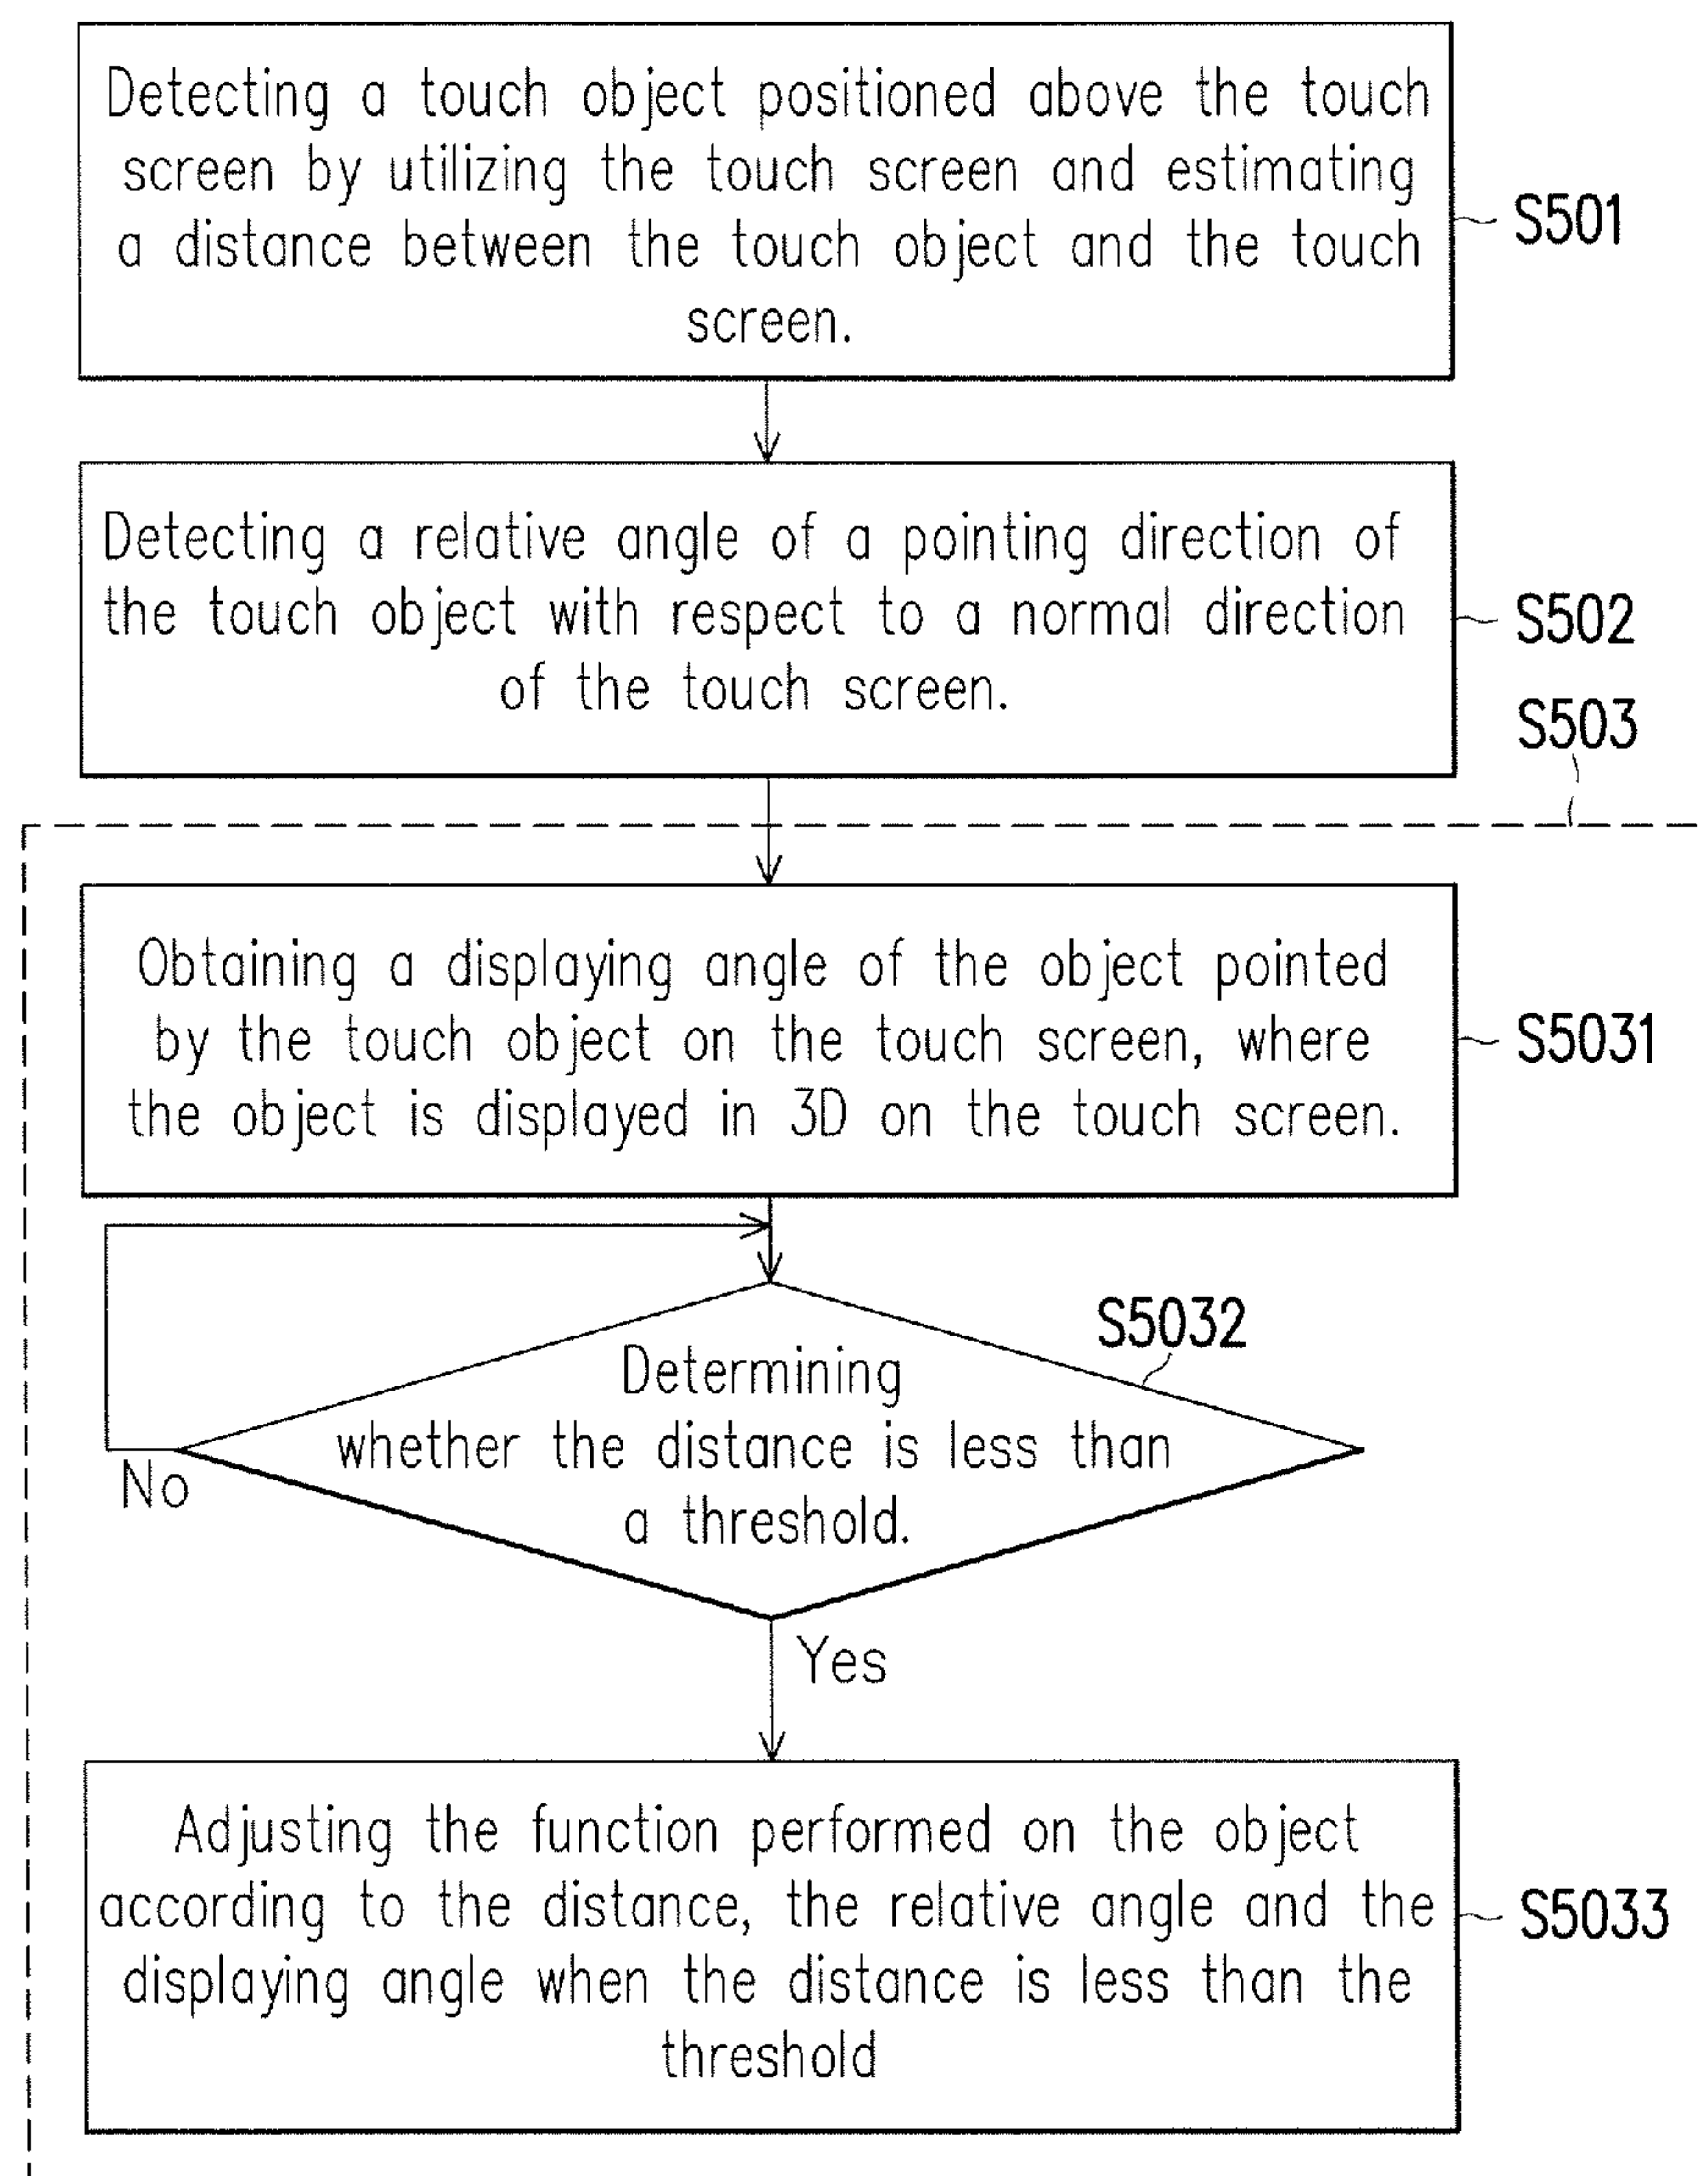 Detecting a touch object positioned above the touch
screen by utilizing the touch screen and estimating
a distance between the touch object and the touch
screen.
S501
Detecting a relative angle of a pointing direction of
the touch object with respect to a normal direction
of the touch screen.
S502
S503
Obtaining a displaying angle of the object pointed
by the touch object on the touch screen, where
the object is displayed in 3D on the touch screen.
S5031
S5032
Determining
whether the distance is less than
a threshold.
No
Yes
Adjusting the function performed on the object
according to the distance, the relative angle and the
displaying angle when the distance is less than the
threshold
S5033